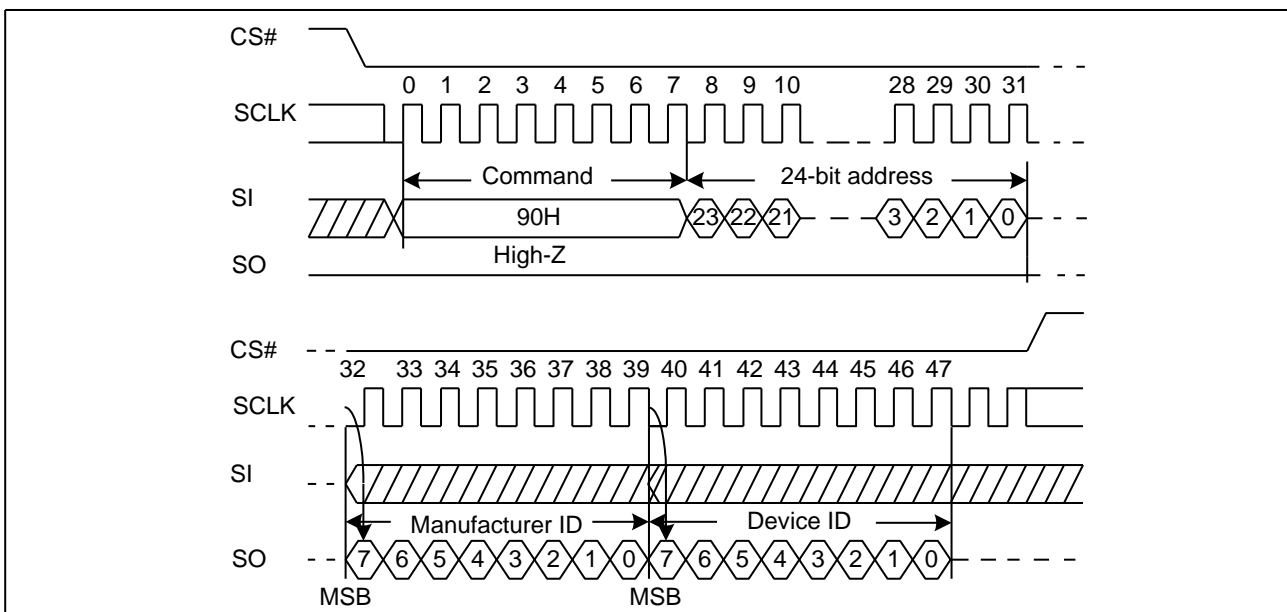 CS#
0 1 2 3 4 5 6 7 8 9 10 28 29 30 31
SCLK
Command 24-bit address
SI
90H 23 22 21 3 2 1 0
High-Z
SO
CS#
32 33 34 35 36 37 38 39 40 41 42 43 44 45 46 47
SCLK
SI
Manufacturer ID Device ID
SO 7 6 5 4 3 2 1 0 7 6 5 4 3 2 1 0
MSB MSB